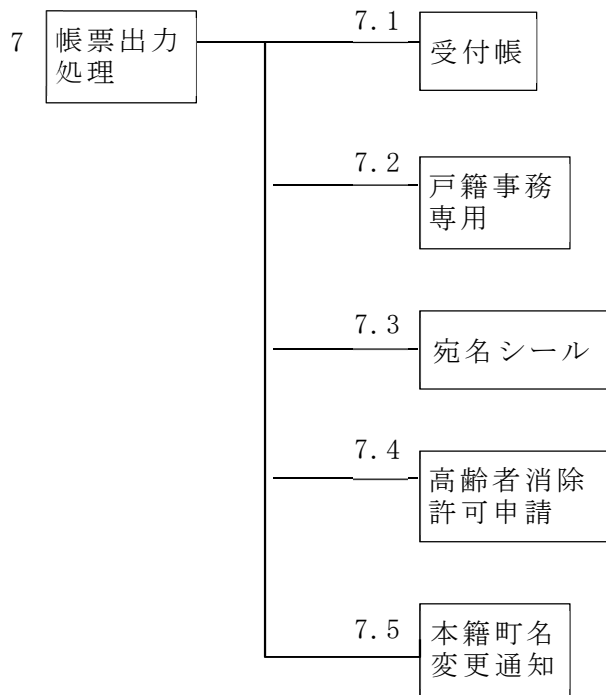 7
帳票出力
処理
7.1
受付帳
7.2
戸籍事務
専用
7.3
宛名シール
7.4
高齢者消除
許可申請
7.5
本籍町名
変更通知